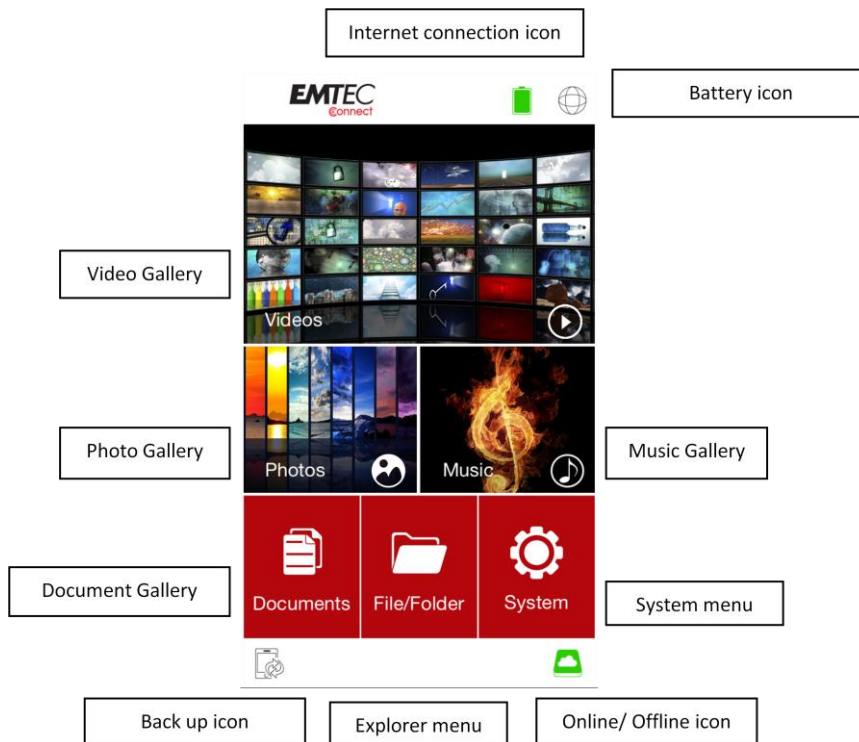 Internet connection icon
EMTEC
Connect
Battery icon
Video Gallery
Videos
Photo Gallery
Photos
Music
Music Gallery
Document Gallery
Documents
File/Folder
System
System menu
Back up icon
Explorer menu
Online/ Offline icon